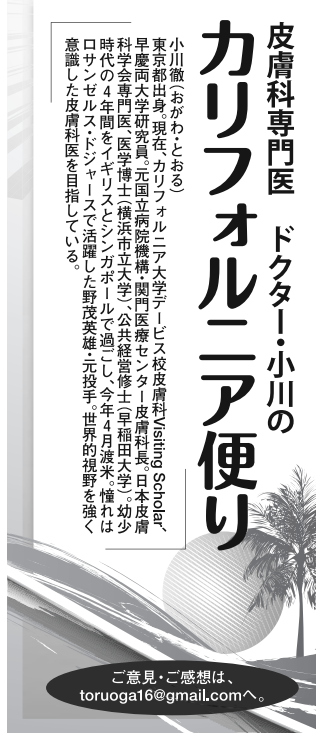 皮膚科専門医 ドクター・小川の
カリフォルニア便り
小川徹(おがわ・とおる)
東京都出身。現在、カリフォルニア大学デービス校皮膚科Visiting Scholar、
早慶両大学研究員。元国立病院機構・関門医療センター皮膚科長。日本皮膚
科学会専門医、医学博士(横浜市立大学)、公共経営修士(早稲田大学)。幼少
時代の4年間をイギリスとシンガポールで過ごし、今年4月渡米。憧れは
ロサンゼルス・ドジャースで活躍した野茂英雄・元投手。世界的視野を強く
意識した皮膚科医を目指している。
ご意見・ご感想は、
toruoga16@gmail.comへ。